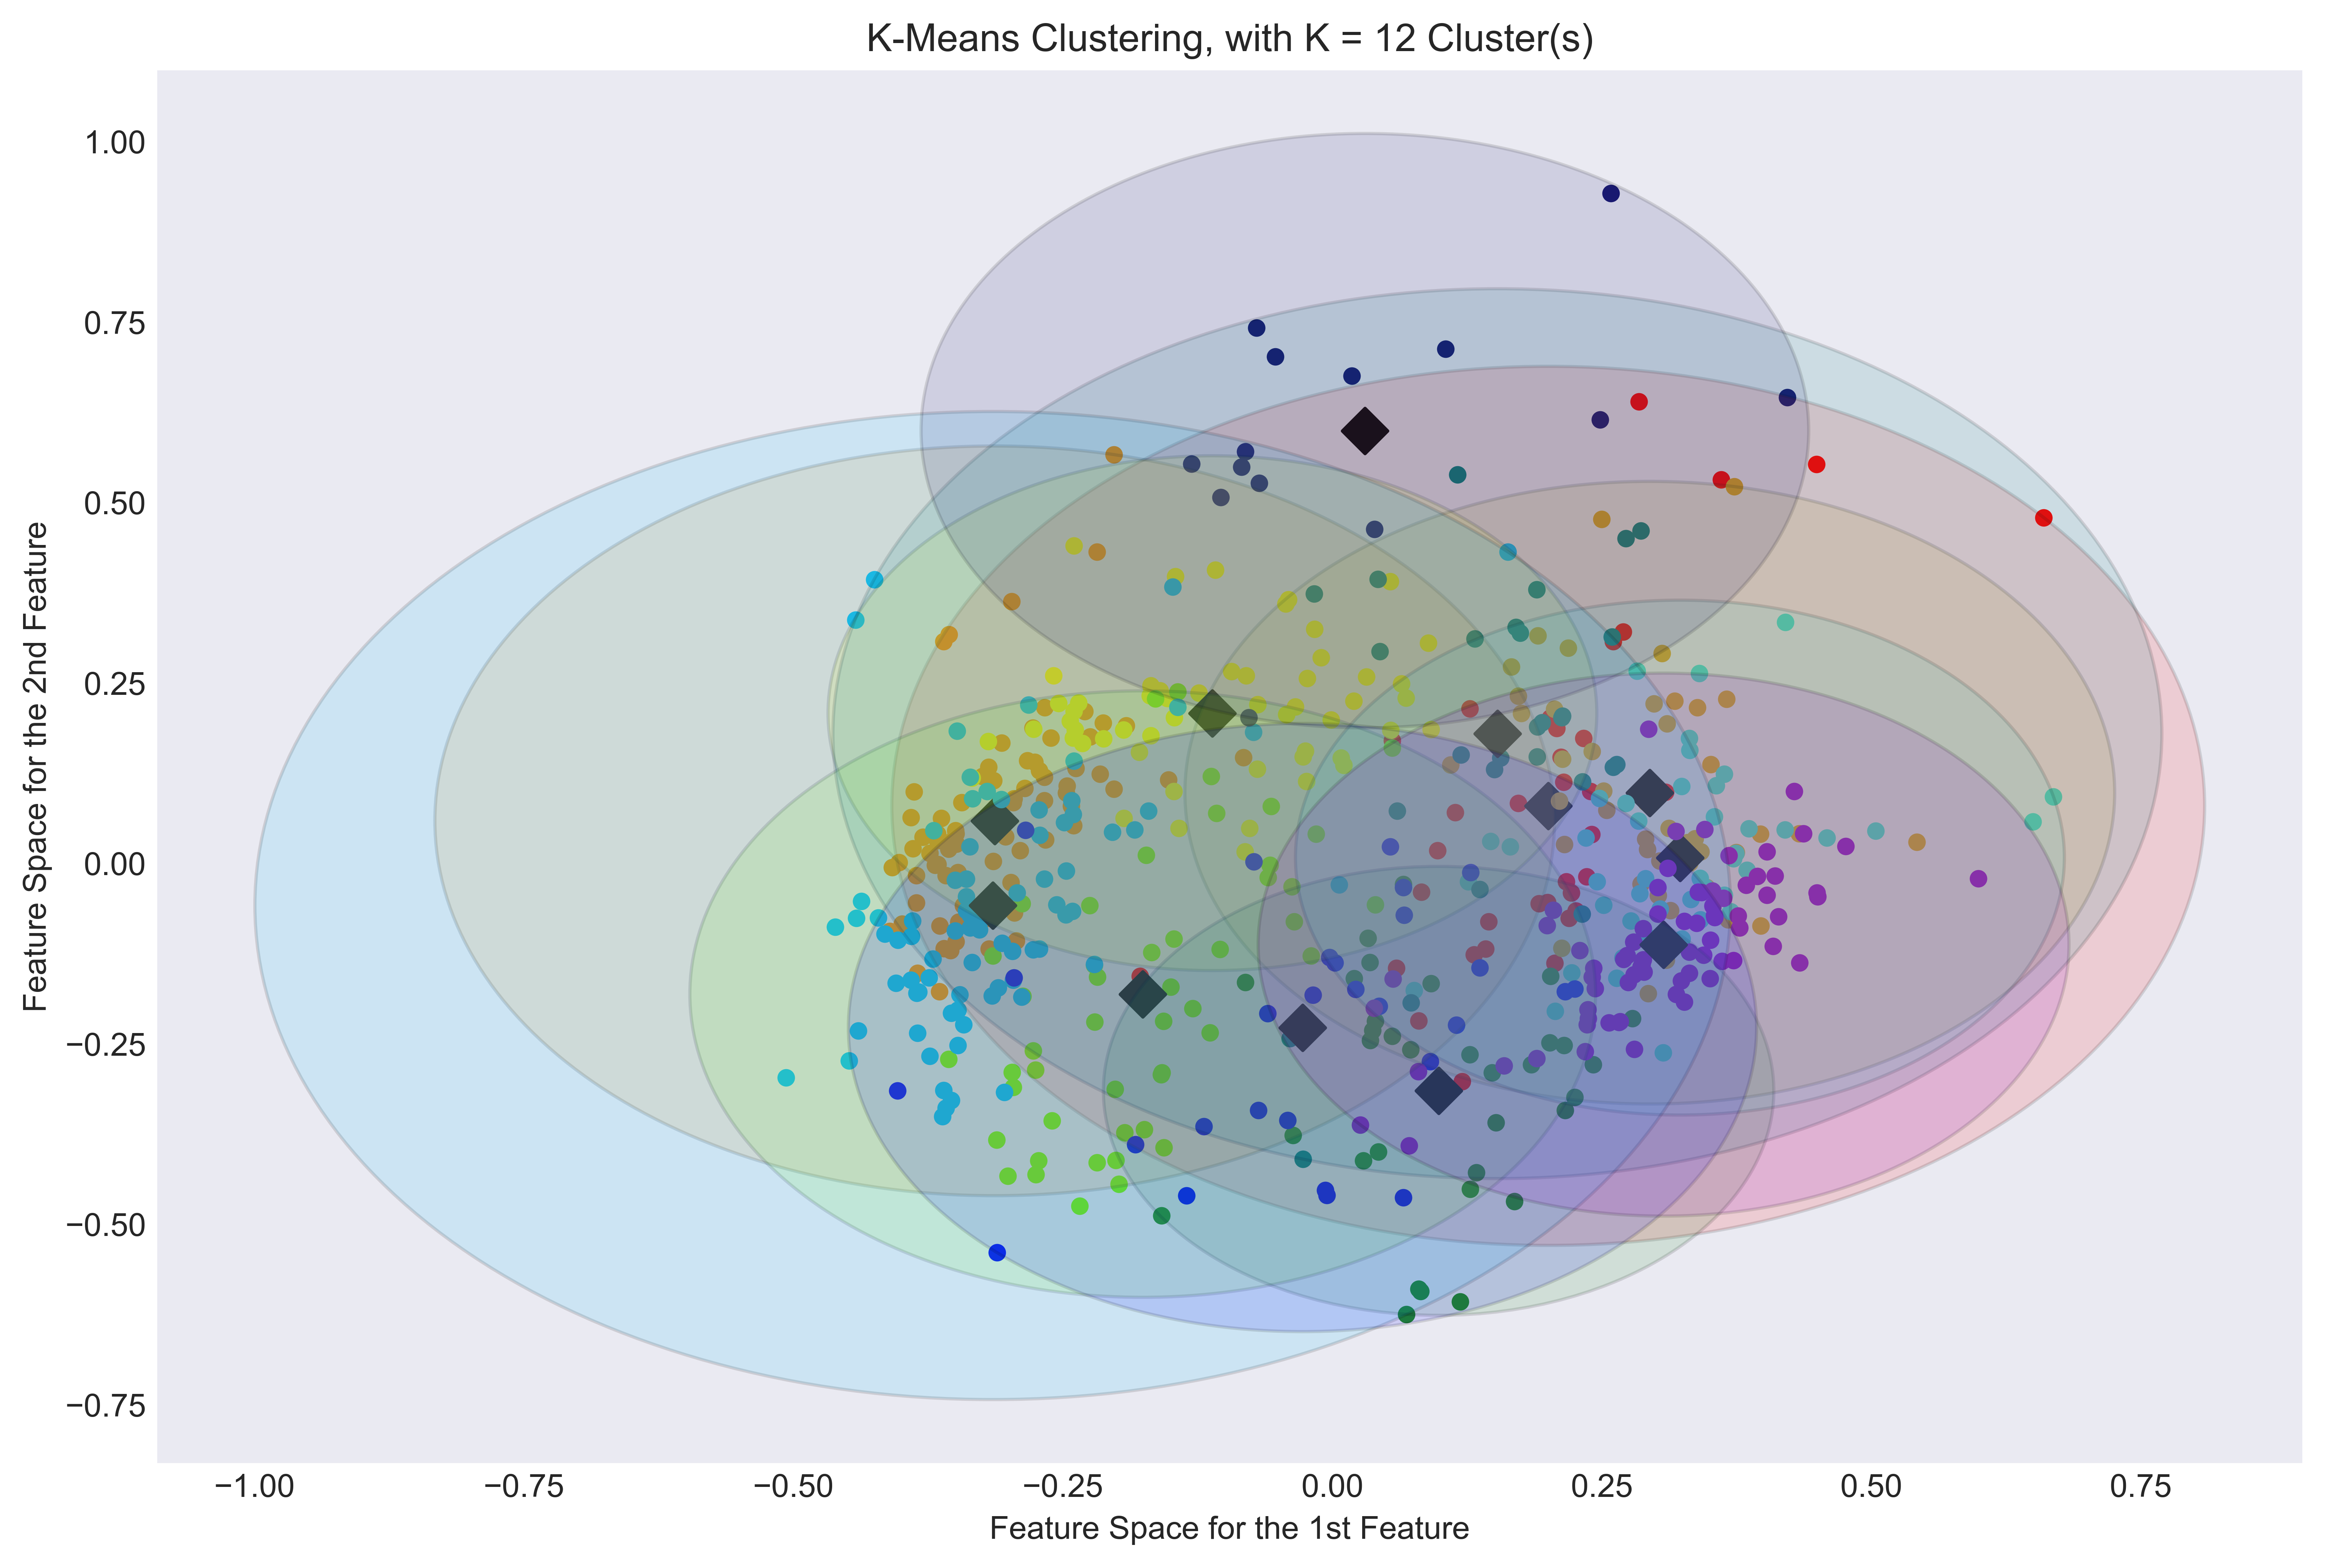 K-Means Clustering, with K = 12 Cluster(s)
1.00
0.75
0.50
0.25
0.00
−0.25
−0.50
−0.75
Feature Space for the 2nd Feature
−1.00 −0.75 −0.50 −0.25 0.00 0.25 0.50 0.75
Feature Space for the 1st Feature